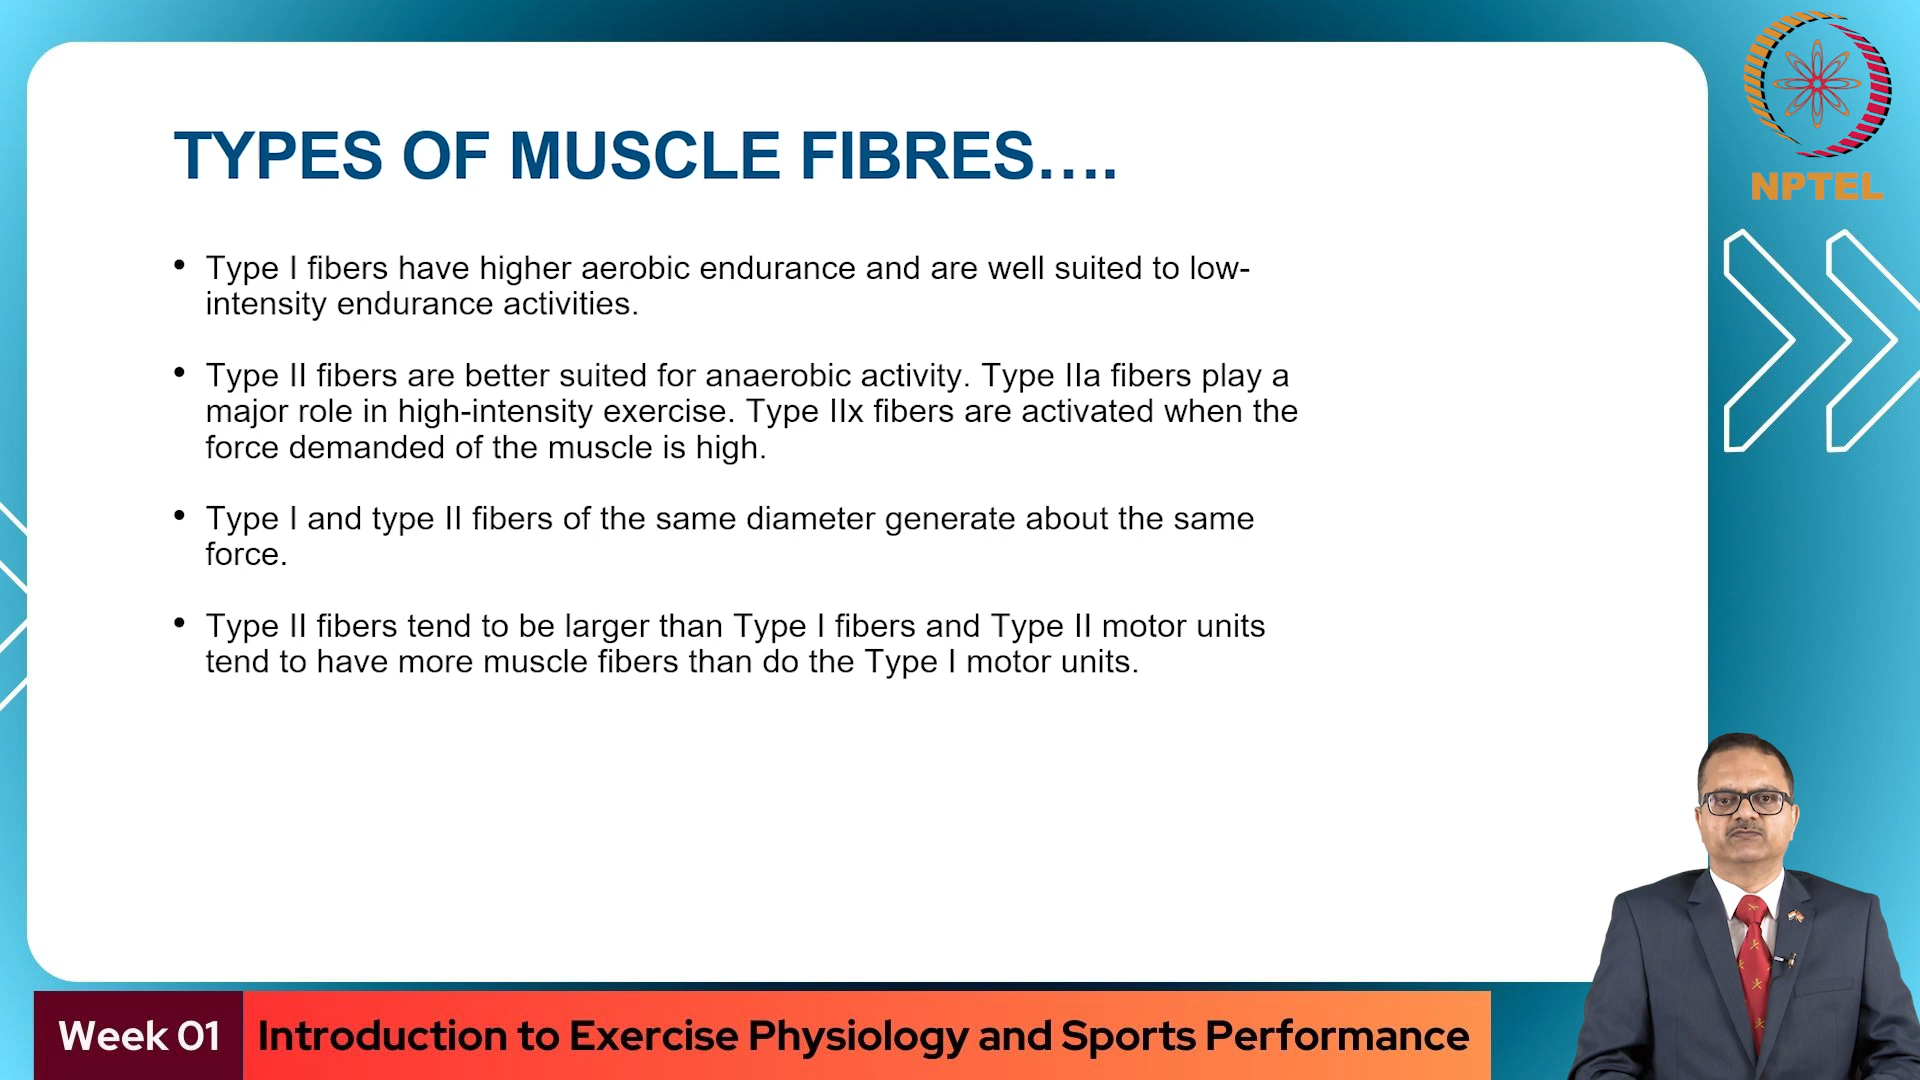 TYPES OF MUSCLE FIBRES....
• Type I fibers have higher aerobic endurance and are well suited to low-
intensity endurance activities.
• Type II fibers are better suited for anaerobic activity. Type IIa fibers play a
major role in high-intensity exercise. Type IIx fibers are activated when the
force demanded of the muscle is high.
• Type I and type II fibers of the same diameter generate about the same
force.
• Type II fibers tend to be larger than Type I fibers and Type II motor units
tend to have more muscle fibers than do the Type I motor units.
NPTEL
Week 01 Introduction to Exercise Physiology and Sports Performance